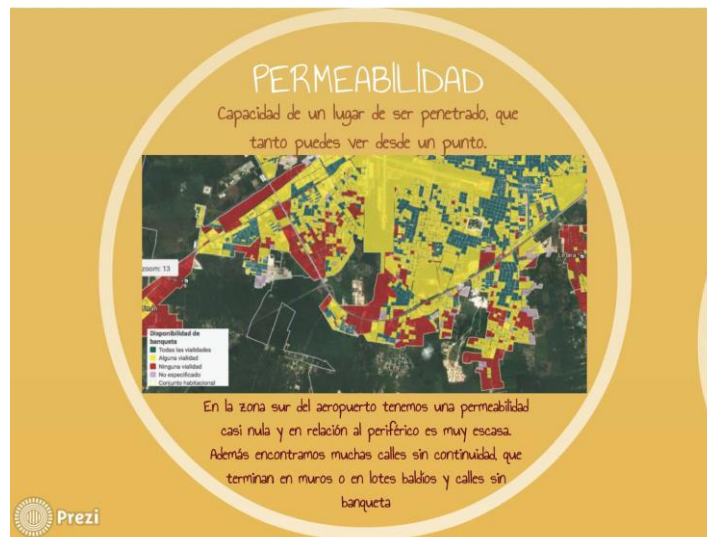 PERMEABILIDAD
Capacidad de un lugar de ser penetrado, que
tanto puedes ver desde un punto.
zoom: 13
Disponibilidad de
banqueta
Todas las vialidades
Alguna vialidad
Ninguna vialidad
No especificado
Conjunto habitacional
En la zona sur del aeropuerto tenemos una permeabilidad
casi nula y en relación al periférico es muy escasa.
Además encontramos muchas calles sin continuidad, que
terminan en muros o en lotes baldíos y calles sin
banqueta
Prezi